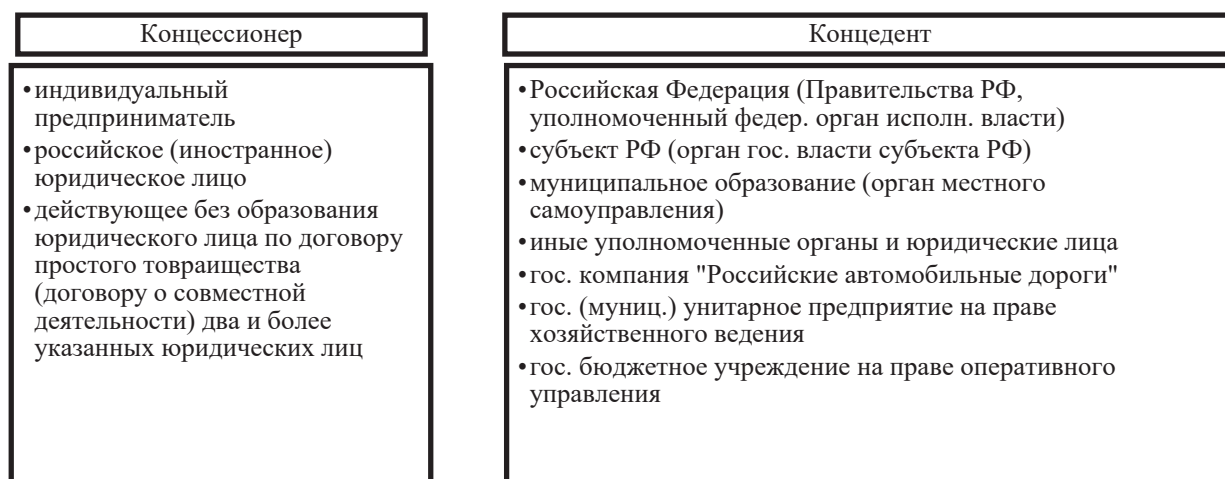 Концессионер
•индивидуальный
предприниматель
•российское (иностранное)
юридическое лицо
•действующее без образования
юридического лица по договору
простого товраищества
(договору о совместной
деятельности) два и более
указанных юридических лиц
Концедент
•Российская Федерация (Правительства РФ,
уполномоченный федер. орган исполн. власти)
•субъект РФ (орган гос. власти субъекта РФ)
•муниципальное образование (орган местного
самоуправления)
•иные уполномоченные органы и юридические лица
•гос. компания "Российские автомобильные дороги"
•гос. (муниц.) унитарное предприятие на праве
хозяйственного ведения
•гос. бюджетное учреждение на праве оперативного
управления